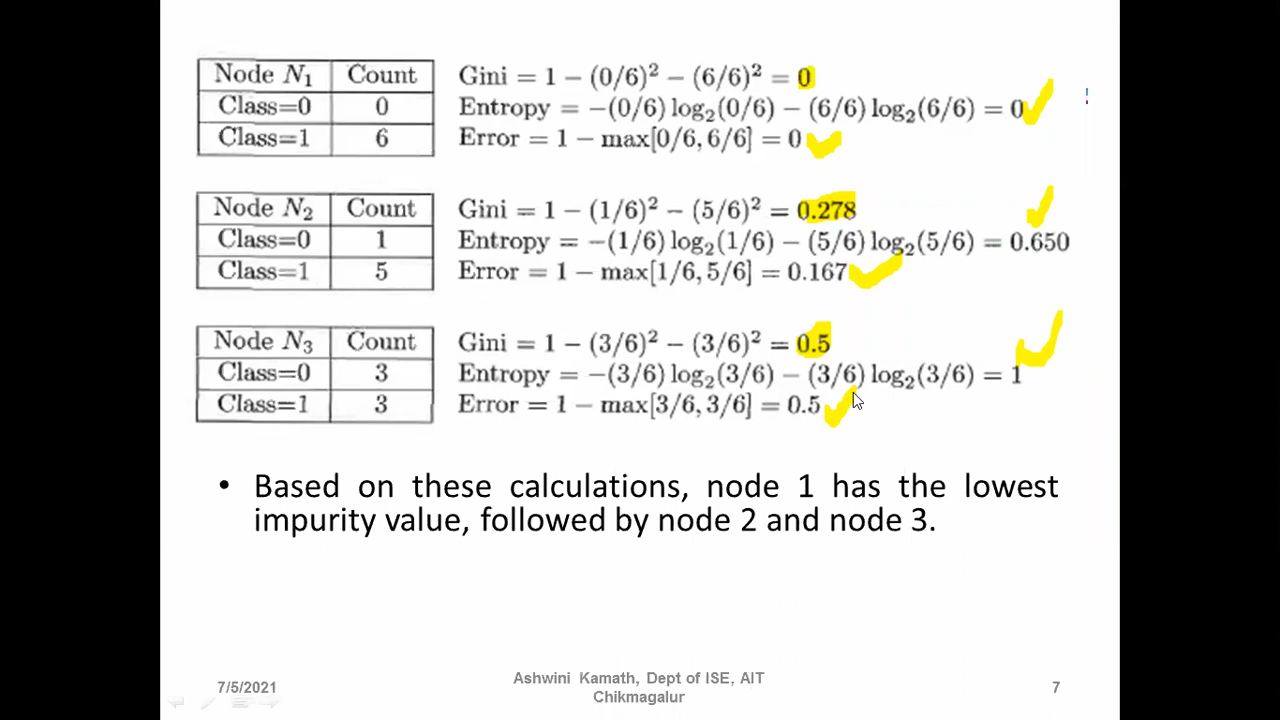 Node N₁ Count
Class=0 0
Class=1 6
Gini = 1 − (0/6)² − (6/6)² = 0
Entropy = −(0/6) log₂(0/6) − (6/6) log₂(6/6) = 0
Error = 1 − max[0/6, 6/6] = 0
Node N₂ Count
Class=0 1
Class=1 5
Gini = 1 − (1/6)² − (5/6)² = 0.278
Entropy = −(1/6) log₂(1/6) − (5/6) log₂(5/6) = 0.650
Error = 1 − max[1/6, 5/6] = 0.167
Node N₃ Count
Class=0 3
Class=1 3
Gini = 1 − (3/6)² − (3/6)² = 0.5
Entropy = −(3/6) log₂(3/6) − (3/6) log₂(3/6) = 1
Error = 1 − max[3/6, 3/6] = 0.5
• Based on these calculations, node 1 has the lowest
impurity value, followed by node 2 and node 3.
7/5/2021
Ashwini Kamath, Dept of ISE, AIT
Chikmagalur
7